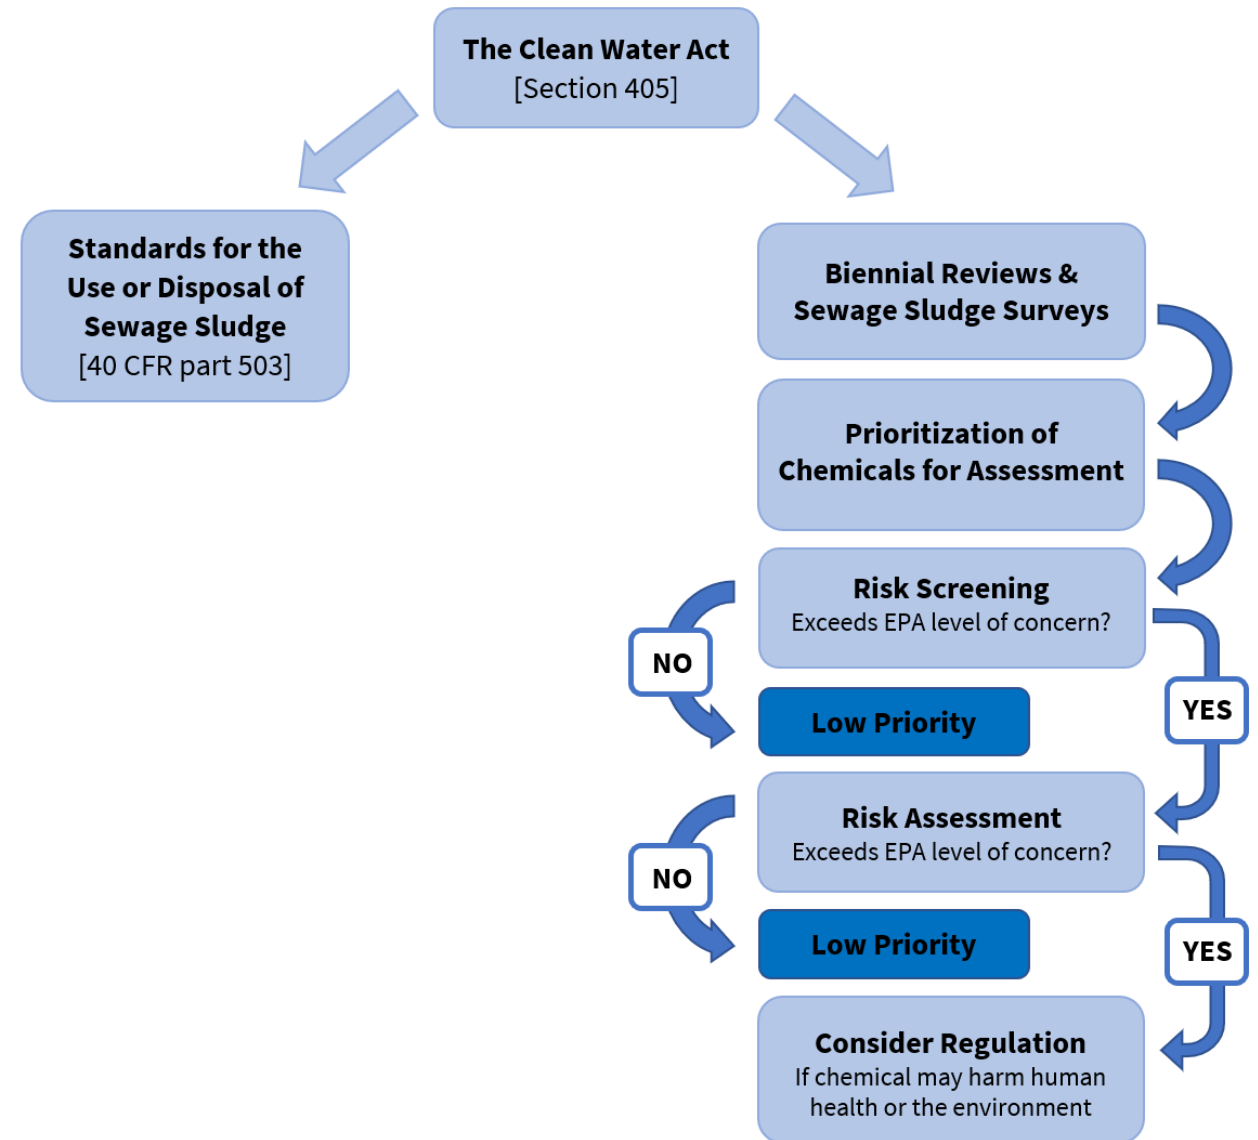 The Clean Water Act
[Section 405]
Standards for the
Use or Disposal of
Sewage Sludge
[40 CFR part 503]
Biennial Reviews &
Sewage Sludge Surveys
Prioritization of
Chemicals for Assessment
Risk Screening
Exceeds EPA level of concern?
NO
YES
Low Priority
Risk Assessment
Exceeds EPA level of concern?
NO
YES
Low Priority
Consider Regulation
If chemical may harm human
health or the environment